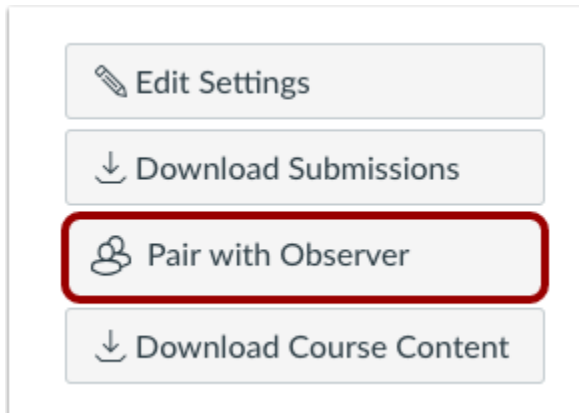 Edit Settings
Download Submissions
Pair with Observer
Download Course Content